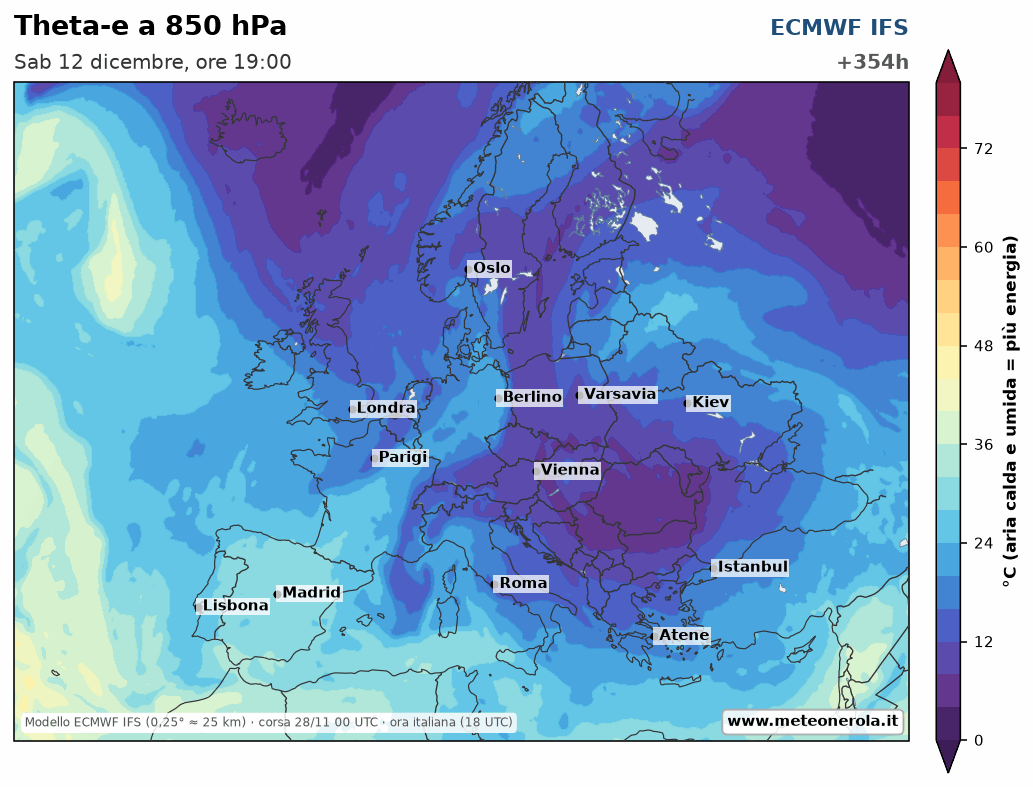 Theta-e a 850 hPa
ECMWF IFS
Sab 12 dicembre, ore 19:00
+354h
72
60
48
36
24
12
0
°C (aria calda e umida = più energia)
Oslo
Berlino
Varsavia
Kiev
Londra
Parigi
Vienna
Istanbul
Roma
Madrid
Lisbona
Atene
Modello ECMWF IFS (0,25° ≈ 25 km) · corsa 28/11 00 UTC · ora italiana (18 UTC)
www.meteonerola.it